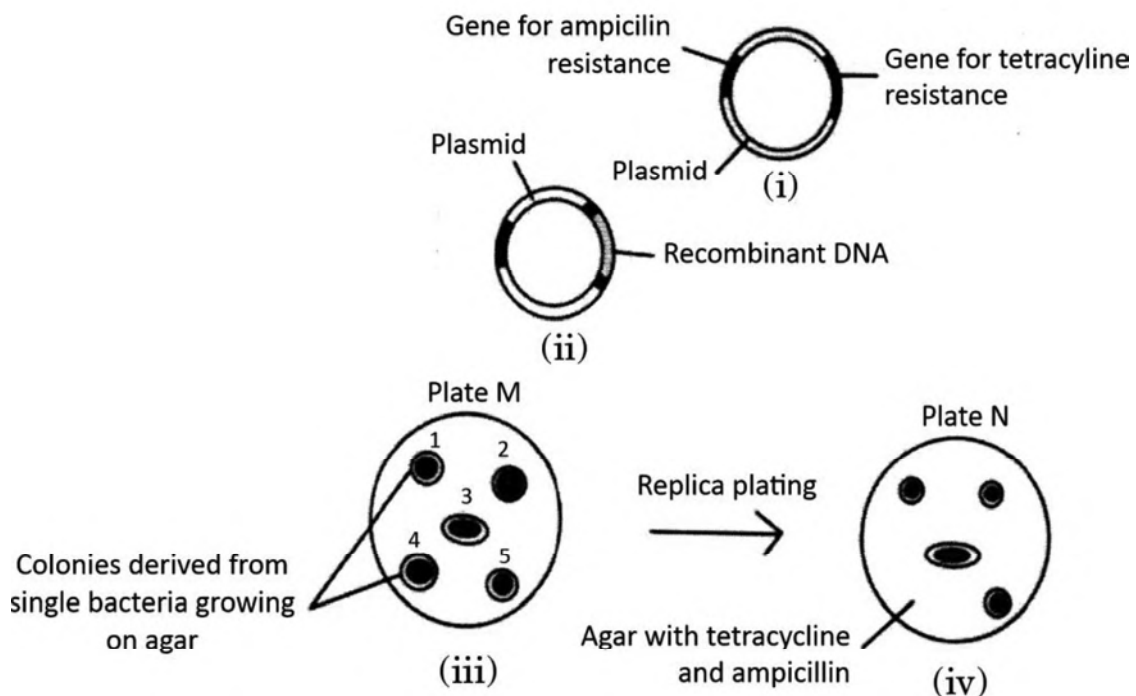 Gene for ampicilin
resistance
Gene for tetracyline
resistance
Plasmid
(i)
Plasmid
Recombinant DNA
(ii)
Plate M
1
2
3
4
5
Colonies derived from
single bacteria growing
on agar
(iii)
Replica plating
Plate N
Agar with tetracycline
and ampicillin
(iv)